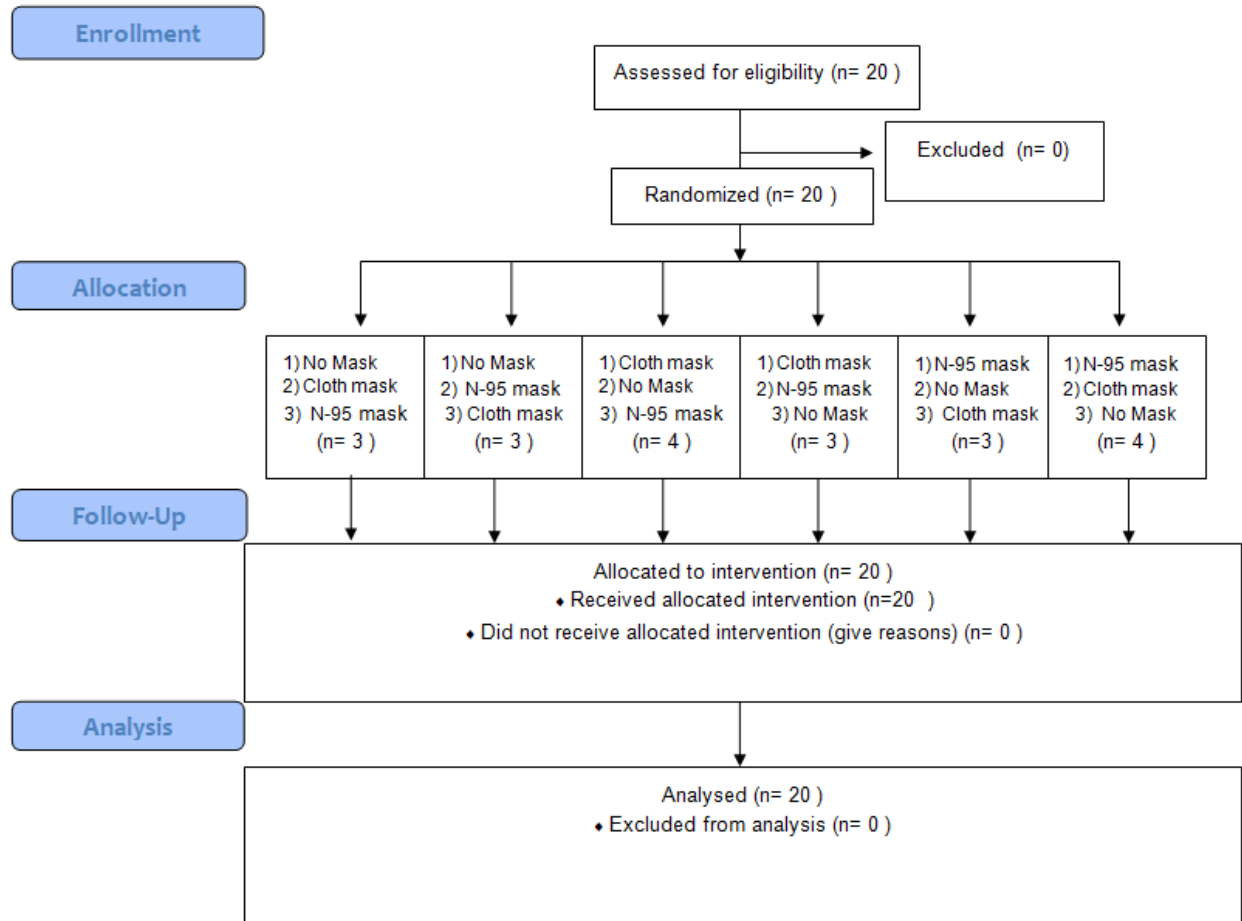 Enrollment
Assessed for eligibility (n= 20 )
Excluded (n= 0)
Randomized (n= 20 )
Allocation
1) No Mask
2) Cloth mask
3) N-95 mask
(n= 3 )
1) No Mask
2) N-95 mask
3) Cloth mask
(n= 3 )
1) Cloth mask
2) No Mask
3) N-95 mask
(n= 4 )
1) Cloth mask
2) N-95 mask
3) No Mask
(n= 3 )
1) N-95 mask
2) No Mask
3) Cloth mask
(n=3 )
1) N-95 mask
2) Cloth mask
3) No Mask
(n= 4 )
Follow-Up
Allocated to intervention (n= 20 )
♦ Received allocated intervention (n=20 )
♦ Did not receive allocated intervention (give reasons) (n= 0 )
Analysis
Analysed (n= 20 )
♦ Excluded from analysis (n= 0 )